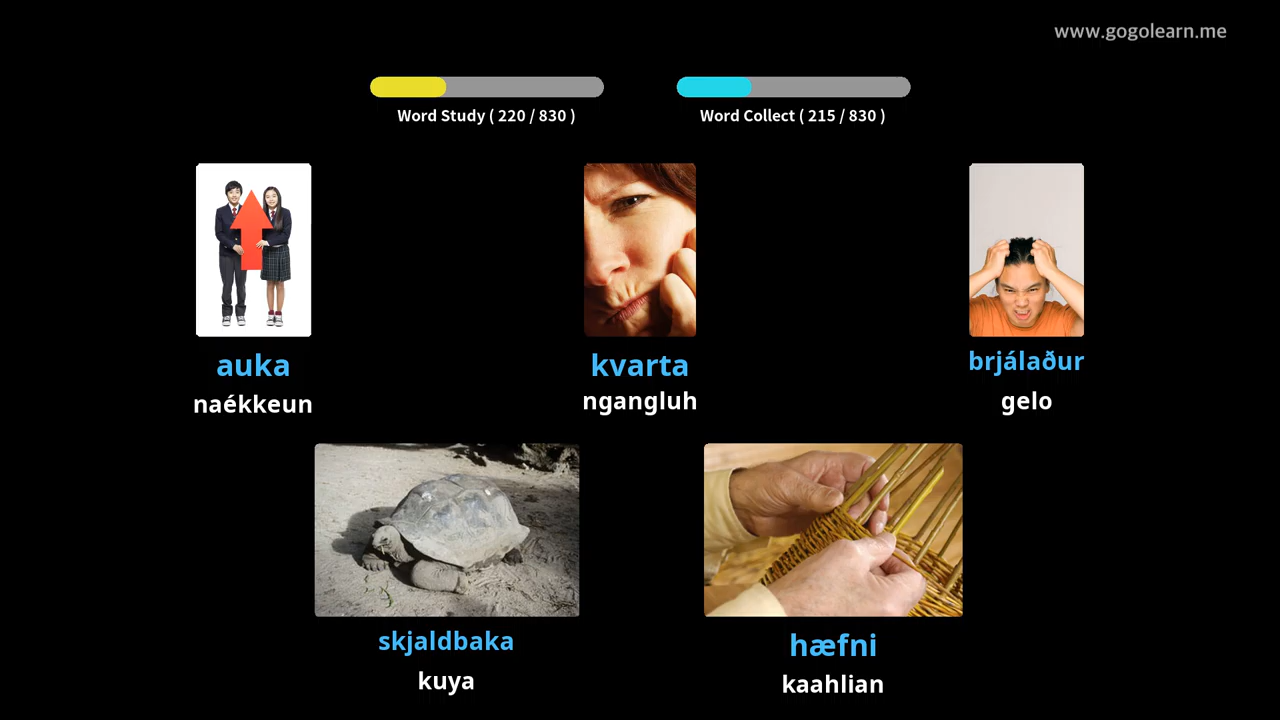 www.gogolearn.me
Word Study ( 220 / 830 )
Word Collect ( 215 / 830 )
auka
naékkeun
kvarta
ngangluh
brjálaður
gelo
skjaldbaka
kuya
hæfni
kaahlian